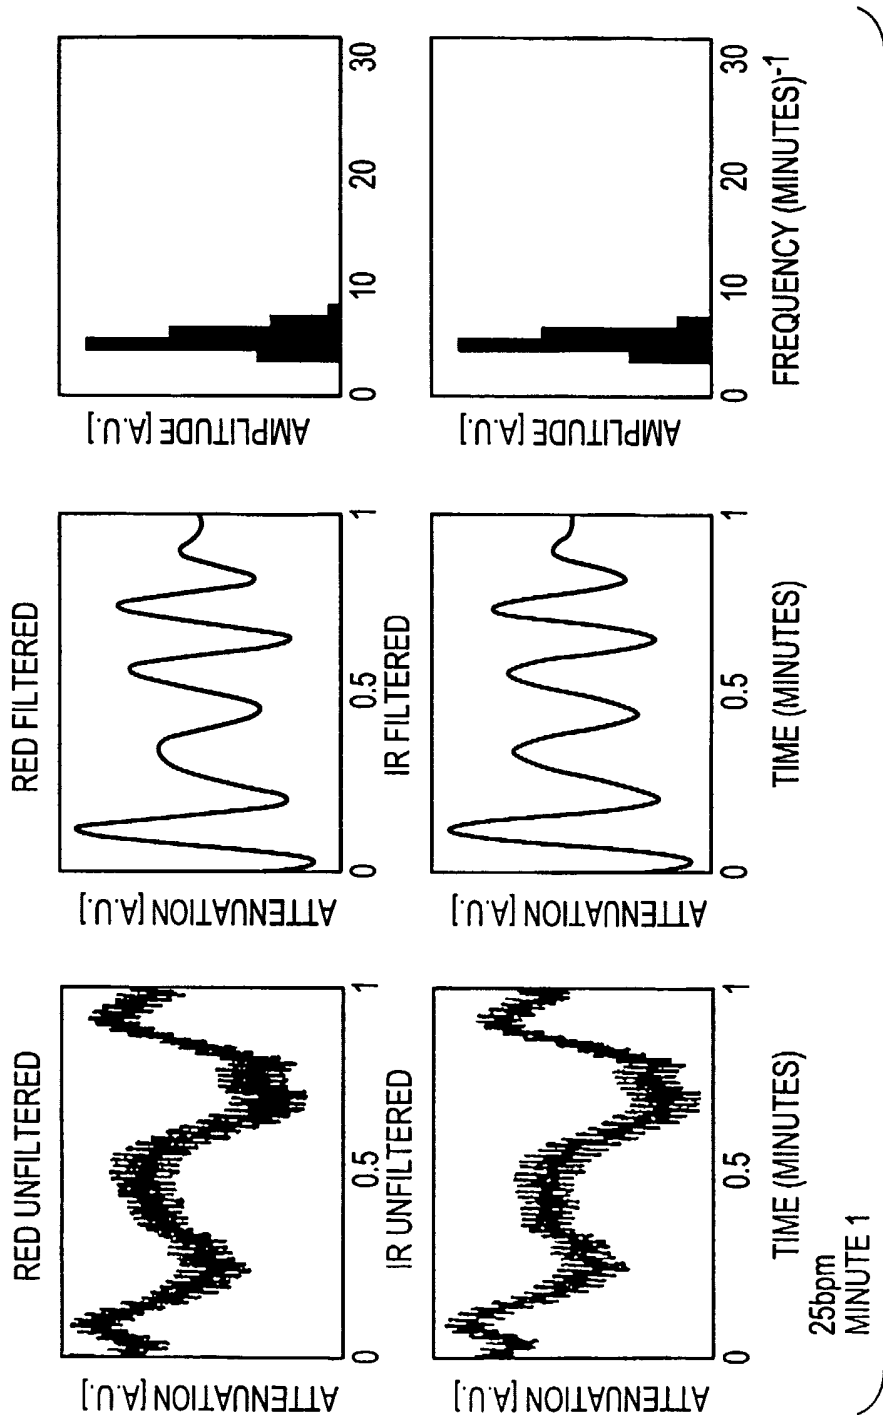 RED UNFILTERED
ATTENUATION [A.U.]
0
0.5
1
RED FILTERED
ATTENUATION [A.U.]
0
0.5
1
AMPLITUDE [A.U.]
0
10
20
30
IR UNFILTERED
ATTENUATION [A.U.]
0
0.5
1
TIME (MINUTES)
IR FILTERED
ATTENUATION [A.U.]
0
0.5
1
TIME (MINUTES)
AMPLITUDE [A.U.]
0
10
20
30
FREQUENCY (MINUTES)-1
25bpm
MINUTE 1